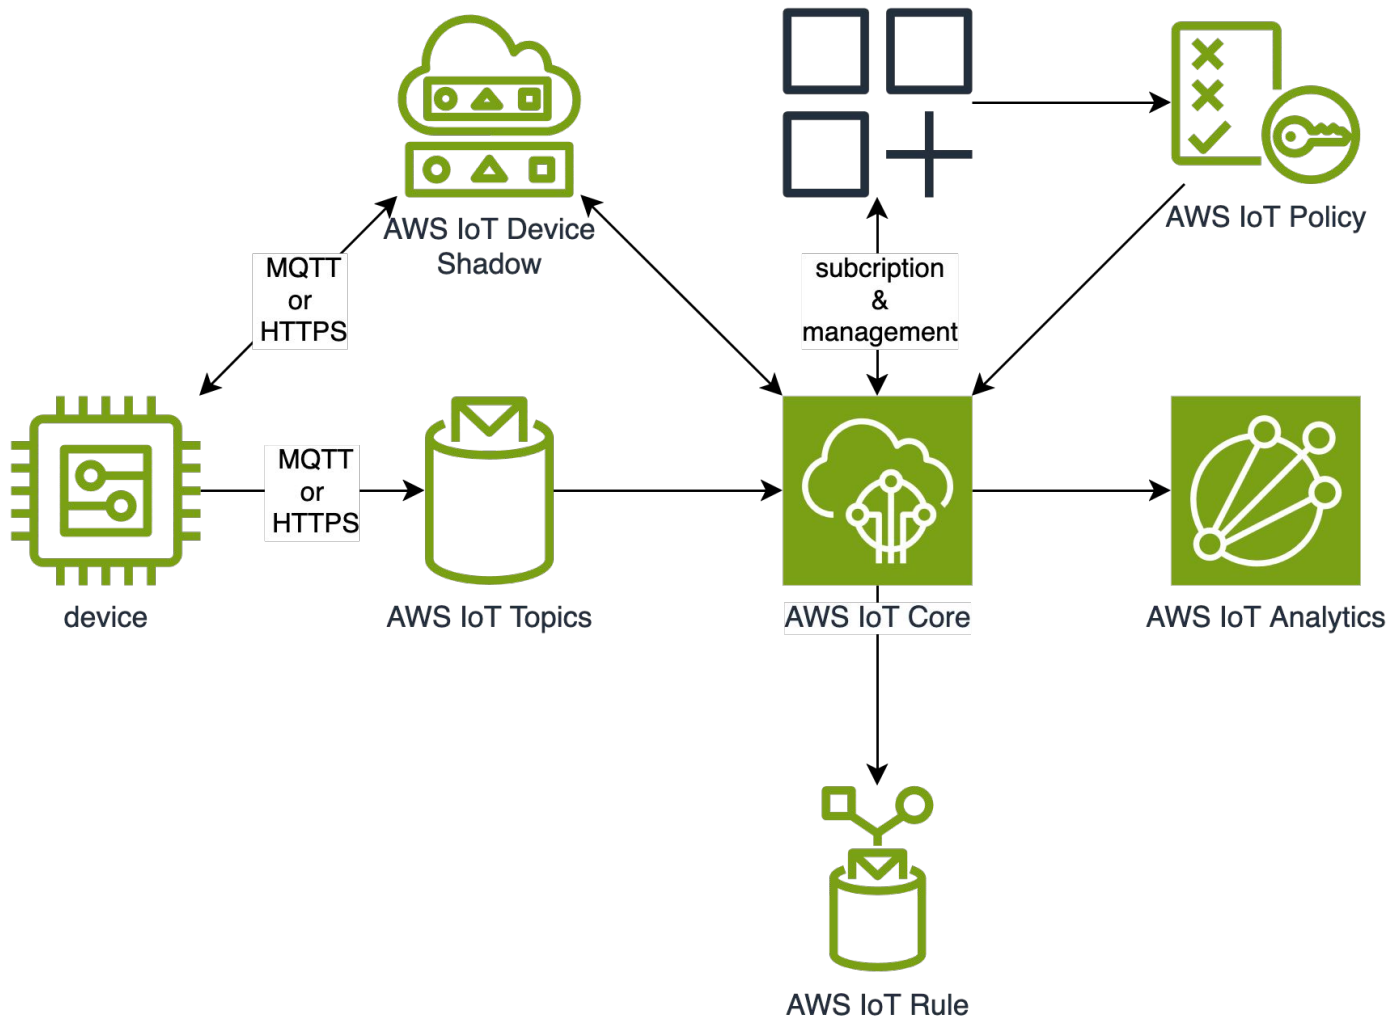 AWS IoT Device
Shadow
AWS IoT Policy
MQTT
or
HTTPS
subcription
&
management
MQTT
or
HTTPS
device
AWS IoT Topics
AWS IoT Core
AWS IoT Analytics
AWS IoT Rule